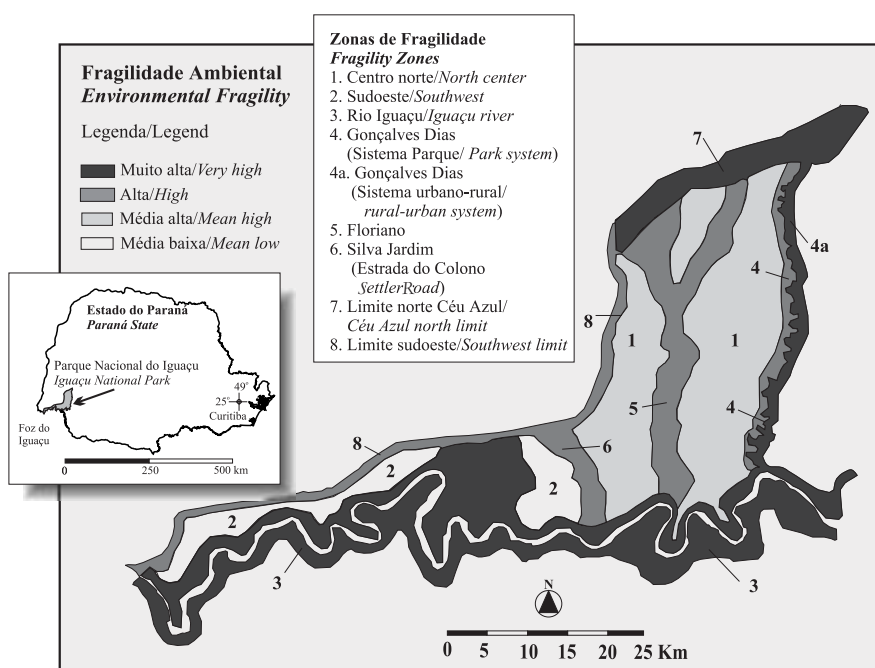 Fragilidade Ambiental
Environmental Fragility
Legenda/Legend
Muito alta/Very high
Alta/High
Média alta/Mean high
Média baixa/Mean low
Zonas de Fragilidade
Fragility Zones
1. Centro norte/North center
2. Sudoeste/Southwest
3. Rio Iguaçu/Iguaçu river
4. Gonçalves Dias
(Sistema Parque/ Park system)
4a. Gonçalves Dias
(Sistema urbano-rural/
rural-urban system)
5. Floriano
6. Silva Jardim
(Estrada do Colono
SettlerRoad)
7. Limite norte Céu Azul/
Céu Azul north limit
8. Limite sudoeste/Southwest limit
Estado do Paraná
Paraná State
Parque Nacional do Iguaçu
Iguaçu National Park
49º
25º
Curitiba
Foz do
Iguaçu
0 250 500 km
7
4a
4
8
1 1
5
4
6
8
2
2
2
3
3
N
0 5 10 15 20 25 Km